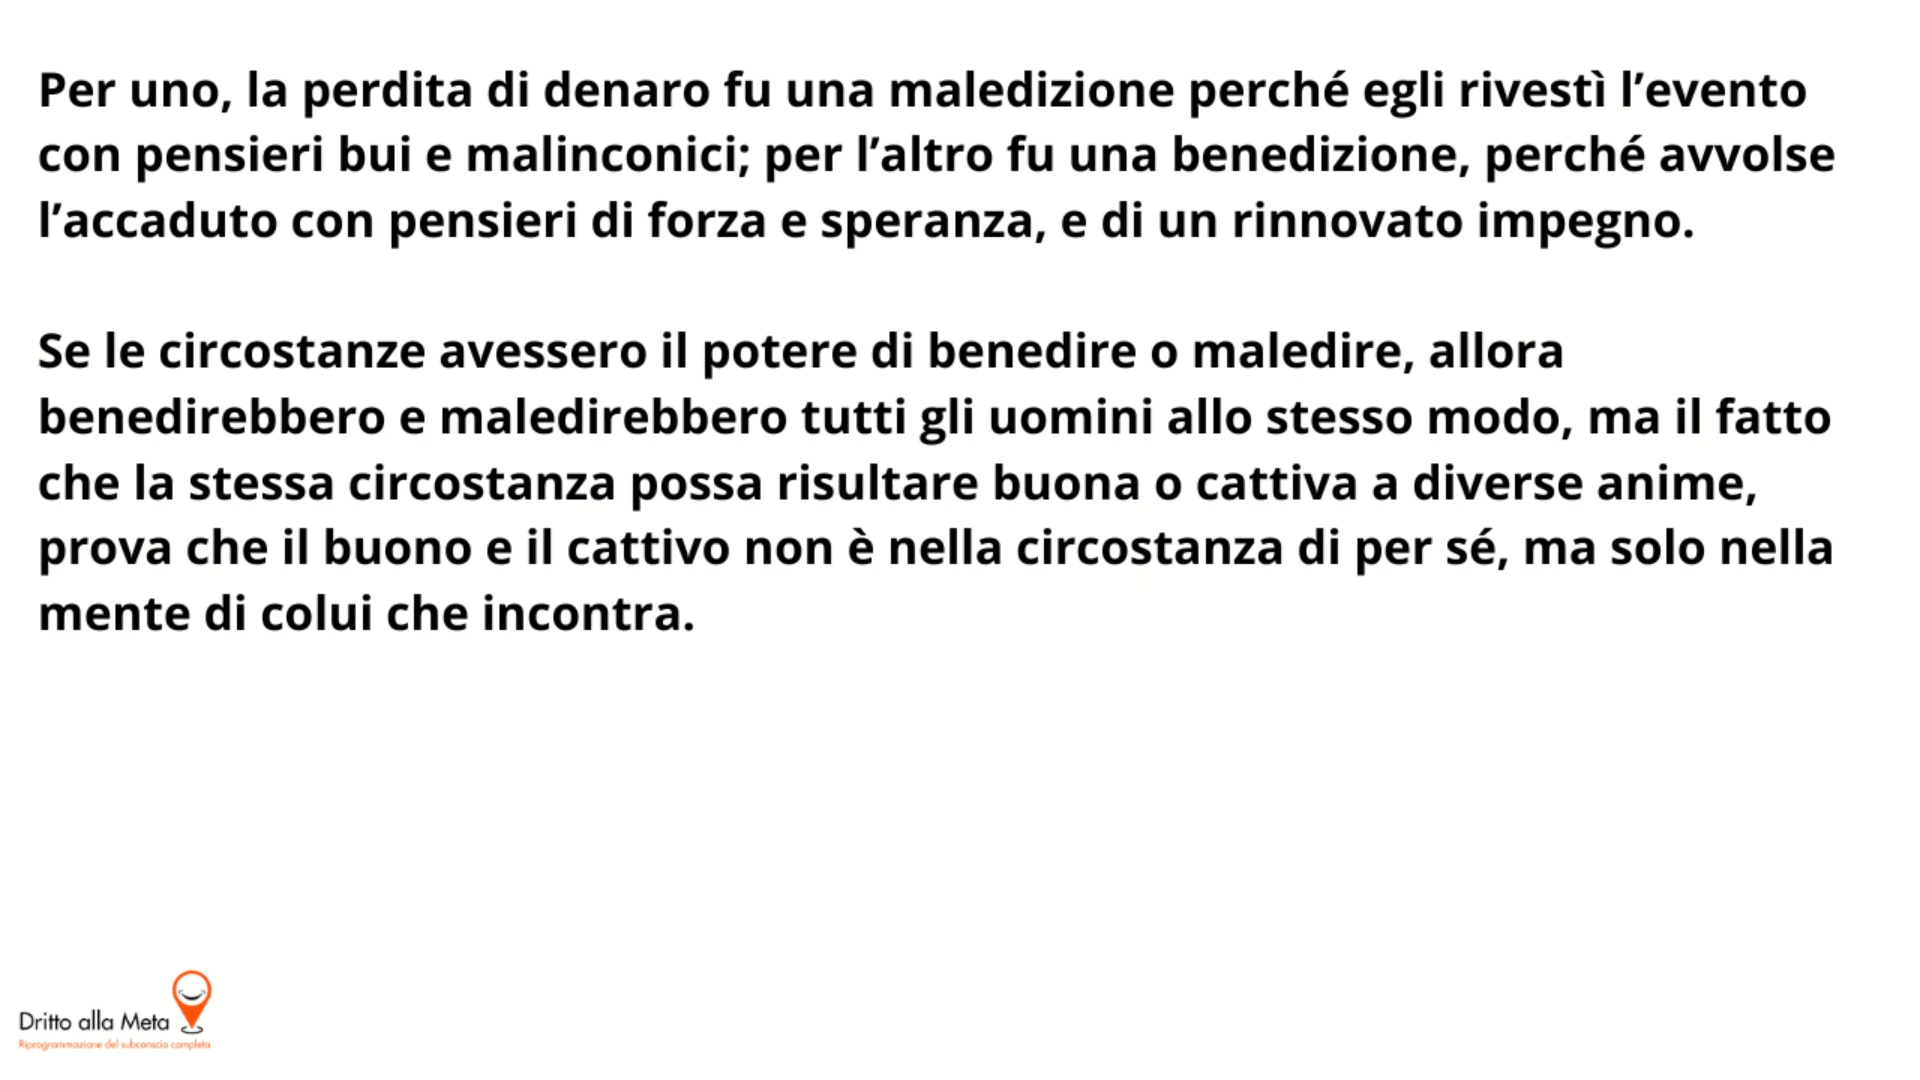 Per uno, la perdita di denaro fu una maledizione perché egli rivestì l’evento
con pensieri bui e malinconici; per l’altro fu una benedizione, perché avvolse
l’accaduto con pensieri di forza e speranza, e di un rinnovato impegno.
Se le circostanze avessero il potere di benedire o maledire, allora
benedirebbero e maledirebbero tutti gli uomini allo stesso modo, ma il fatto
che la stessa circostanza possa risultare buona o cattiva a diverse anime,
prova che il buono e il cattivo non è nella circostanza di per sé, ma solo nella
mente di colui che incontra.
Dritto alla Meta
Riprogrammazione del subconscio completa